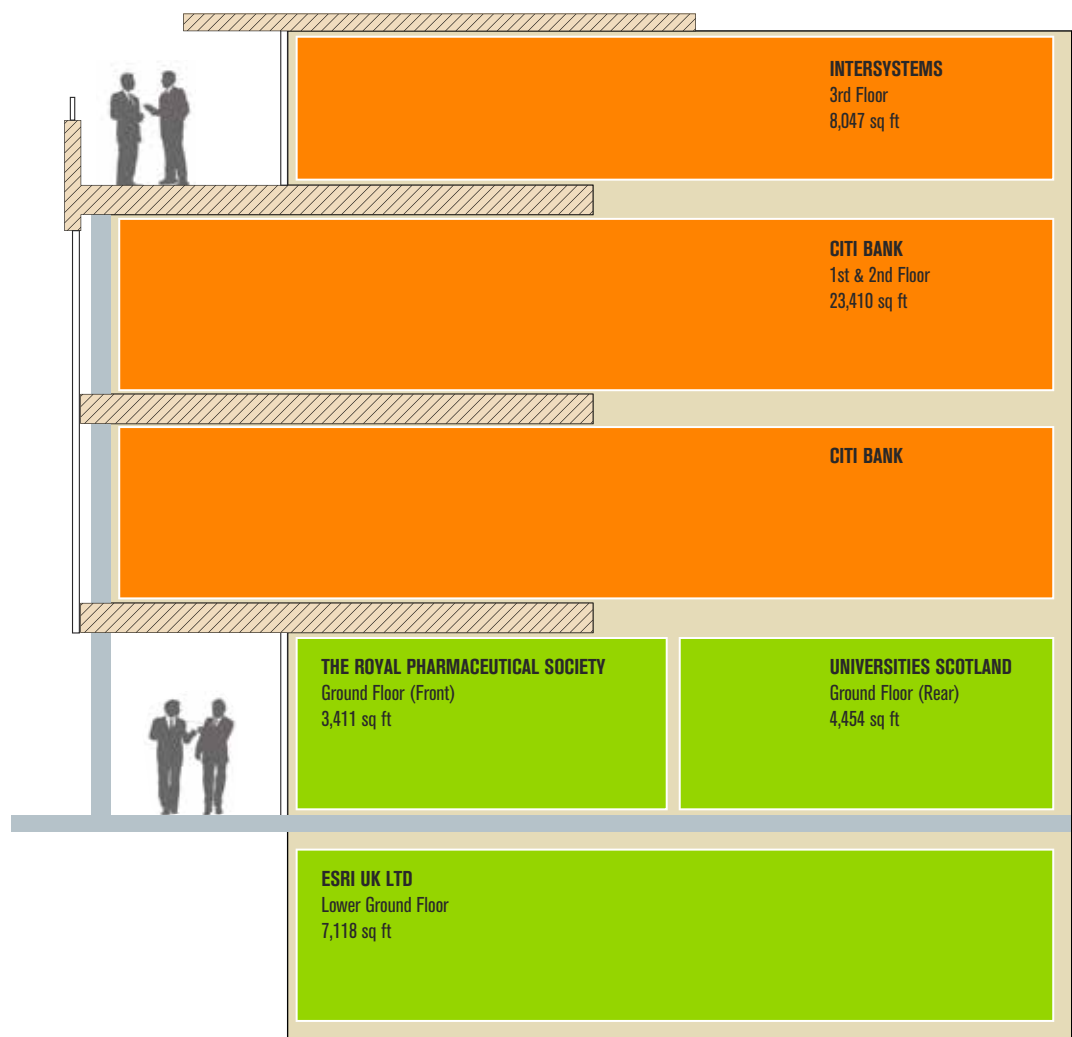 INTERSYSTEMS
3rd Floor
8,047 sq ft
CITI BANK
1st & 2nd Floor
23,410 sq ft
CITI BANK
THE ROYAL PHARMACEUTICAL SOCIETY
Ground Floor (Front)
3,411 sq ft
UNIVERSITIES SCOTLAND
Ground Floor (Rear)
4,454 sq ft
ESRI UK LTD
Lower Ground Floor
7,118 sq ft